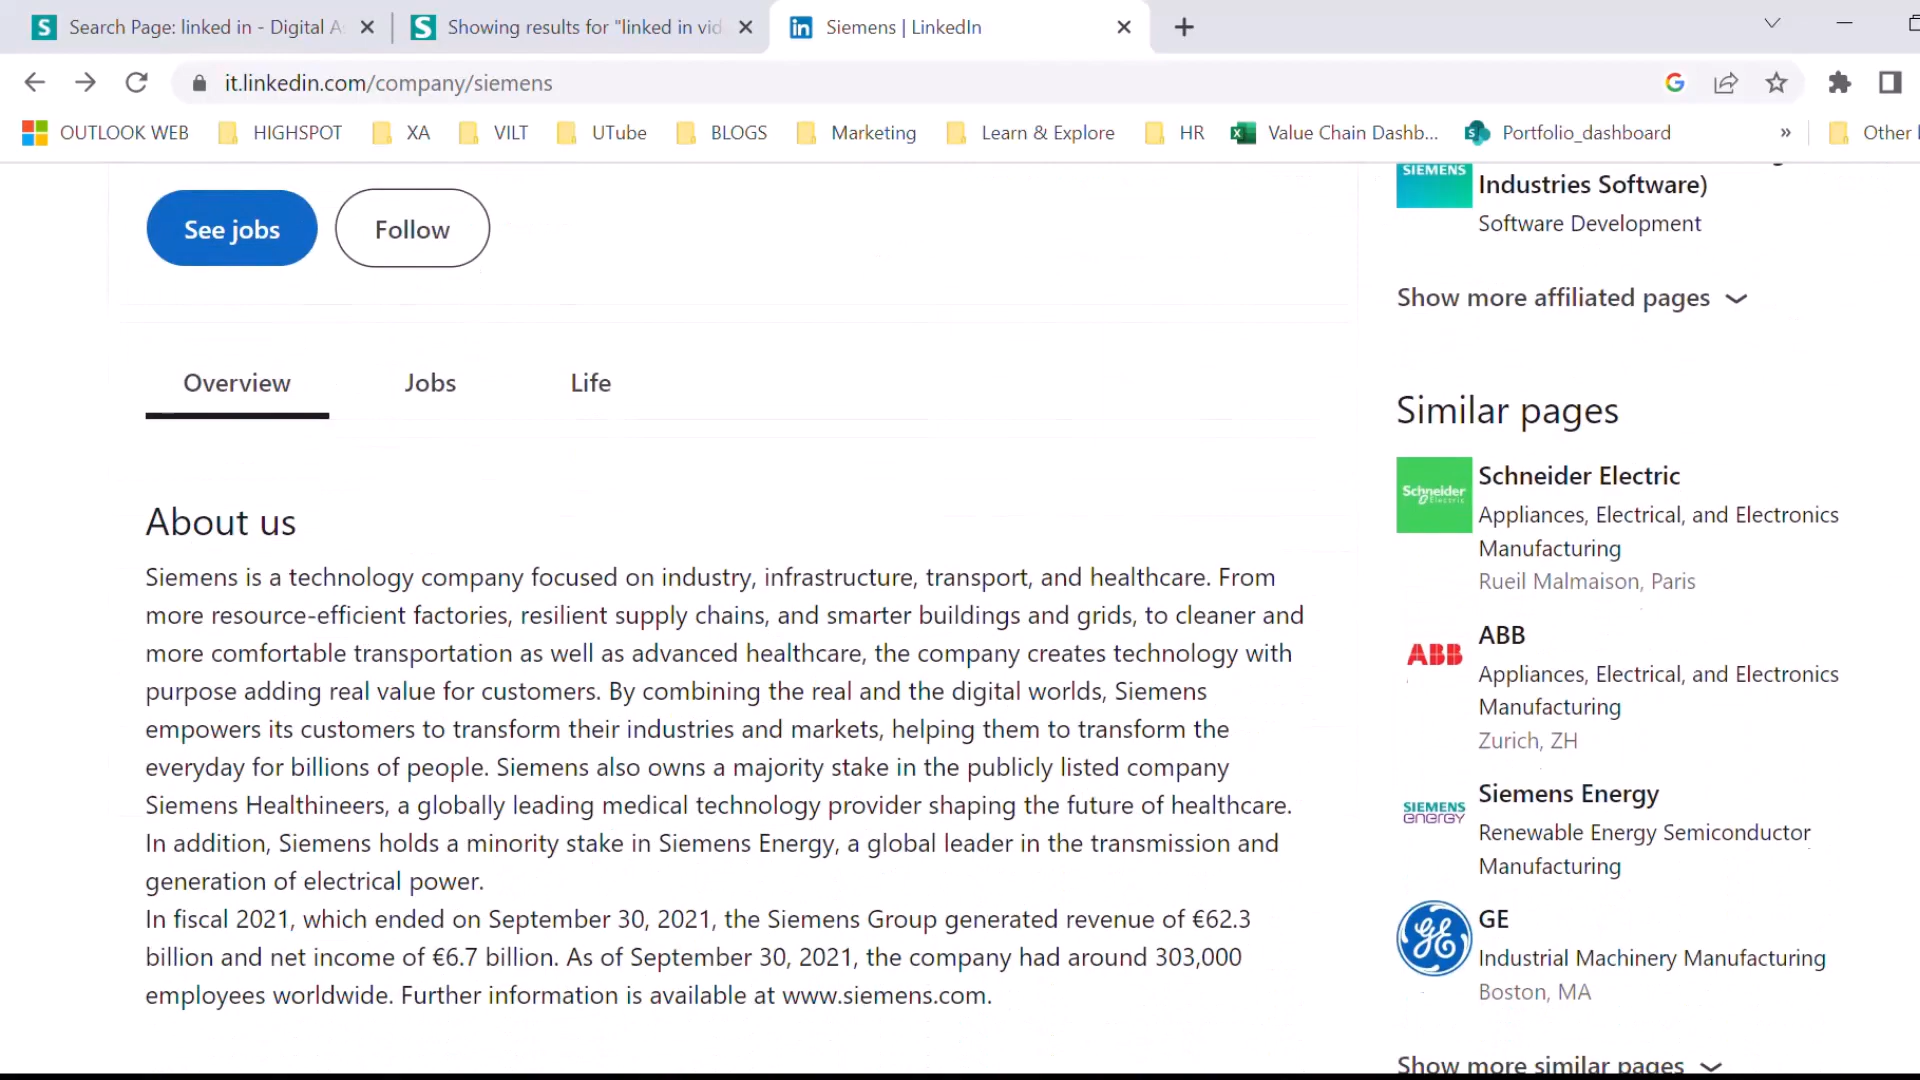 Search Page: linked in - Digital A
Showing results for "linked in vid
Siemens | LinkedIn
it.linkedin.com/company/siemens
OUTLOOK WEB
HIGHSPOT
XA
VILT
UTube
BLOGS
Marketing
Learn & Explore
HR
Value Chain Dashb...
Portfolio_dashboard
»
Other
See jobs
Follow
SIEMENS
Industries Software)
Software Development
Show more affiliated pages
Overview
Jobs
Life
About us
Siemens is a technology company focused on industry, infrastructure, transport, and healthcare. From
more resource-efficient factories, resilient supply chains, and smarter buildings and grids, to cleaner and
more comfortable transportation as well as advanced healthcare, the company creates technology with
purpose adding real value for customers. By combining the real and the digital worlds, Siemens
empowers its customers to transform their industries and markets, helping them to transform the
everyday for billions of people. Siemens also owns a majority stake in the publicly listed company
Siemens Healthineers, a globally leading medical technology provider shaping the future of healthcare.
In addition, Siemens holds a minority stake in Siemens Energy, a global leader in the transmission and
generation of electrical power.
In fiscal 2021, which ended on September 30, 2021, the Siemens Group generated revenue of €62.3
billion and net income of €6.7 billion. As of September 30, 2021, the company had around 303,000
employees worldwide. Further information is available at www.siemens.com.
Similar pages
Schneider Electric
Schneider Electric
Appliances, Electrical, and Electronics
Manufacturing
Rueil Malmaison, Paris
ABB
ABB
Appliances, Electrical, and Electronics
Manufacturing
Zurich, ZH
SIEMENS
energy
Siemens Energy
Renewable Energy Semiconductor
Manufacturing
GE
GE
Industrial Machinery Manufacturing
Boston, MA
Show more similar pages